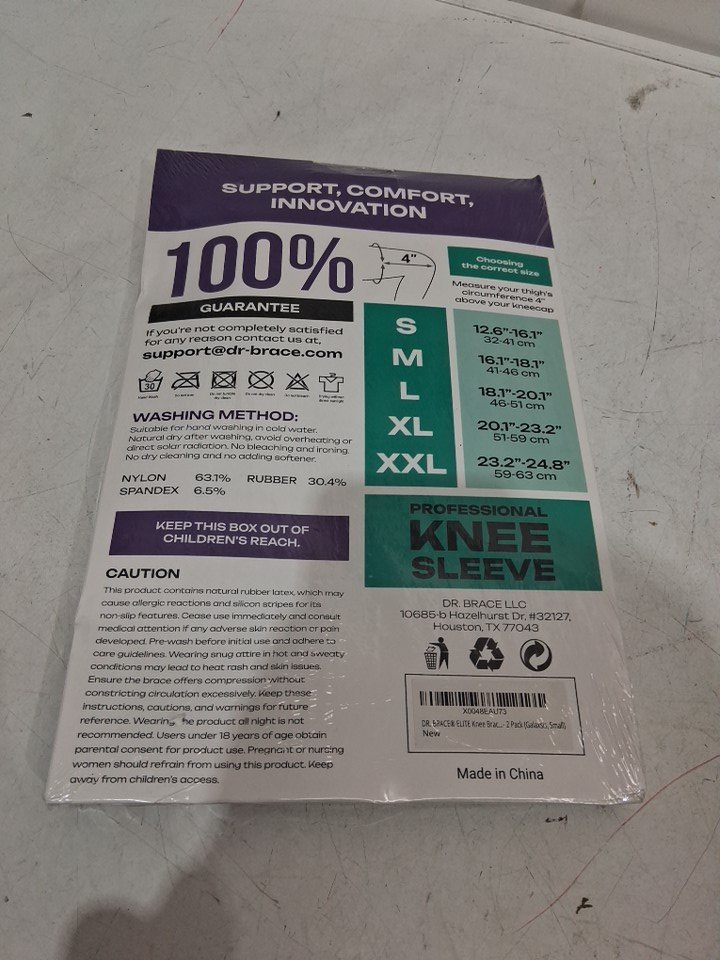 SUPPORT, COMFORT,
INNOVATION
100%
GUARANTEE
If you're not completely satisfied
for any reason contact us at,
support@dr-brace.com
30
WASHING METHOD:
Suitable for hand washing in cold water.
Natural dry after washing, avoid overheating or
direct solar radiation. No bleaching and ironing.
No dry cleaning and no adding softener.
NYLON 63.1% RUBBER 30.4%
SPANDEX 6.5%
KEEP THIS BOX OUT OF
CHILDREN'S REACH.
CAUTION
This product contains natural rubber latex, which may
cause allergic reactions and silicon stripes for its
non-slip features. Cease use immediately and consult
medical attention if any adverse skin reaction or pain
developed. Pre-wash before initial use and adhere to
care guidelines. Wearing snug attire in hot and sweaty
conditions may lead to heat rash and skin issues.
Ensure the brace offers compression without
constricting circulation excessively. Keep these
instructions, cautions, and warnings for future
reference. Wearing the product all night is not
recommended. Users under 18 years of age obtain
parental consent for product use. Pregnant or nursing
women should refrain from using this product. Keep
away from children's access.
4"
Choosing
the correct size
Measure your thigh's
circumference 4"
above your kneecap
S 12.6"-16.1"
32-41 cm
M 16.1"-18.1"
41-46 cm
L 18.1"-20.1"
46-51 cm
XL 20.1"-23.2"
51-59 cm
XXL 23.2"-24.8"
59-63 cm
PROFESSIONAL
KNEE
SLEEVE
DR. BRACE LLC
10685-b Hazelhurst Dr, #32127,
Houston, TX 77043
X0048EAU73
DR. BRACE® ELITE Knee Brac...- 2 Pack (Small)
New
Made in China